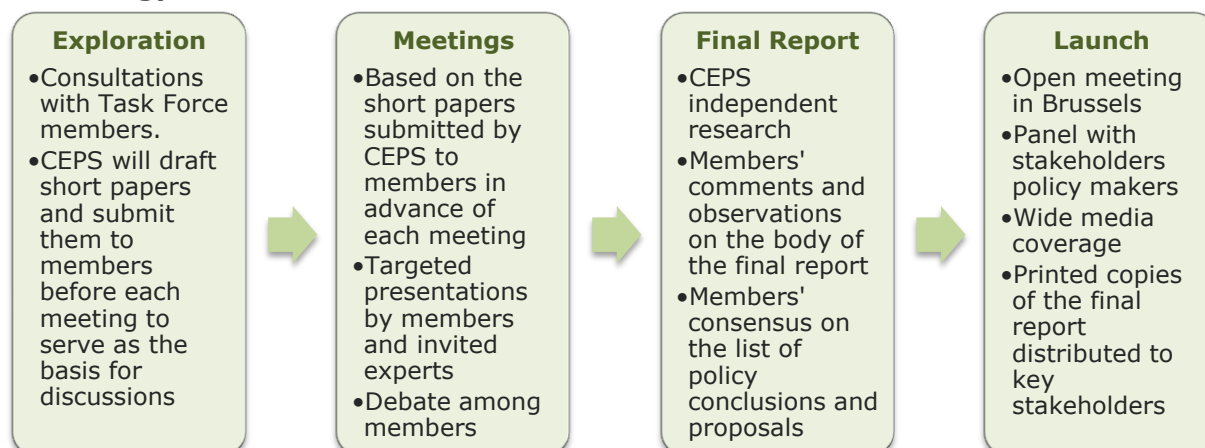 Exploration
•Consultations
with Task Force
members.
•CEPS will draft
short papers
and submit
them to
members
before each
meeting to
serve as the
basis for
discussions
Meetings
•Based on the
short papers
submitted by
CEPS to
members in
advance of
each meeting
•Targeted
presentations
by members
and invited
experts
•Debate among
members
Final Report
•CEPS
independent
research
•Members'
comments and
observations
on the body of
the final report
•Members'
consensus on
the list of
policy
conclusions and
proposals
Launch
•Open meeting
in Brussels
•Panel with
stakeholders
policy makers
•Wide media
coverage
•Printed copies
of the final
report
distributed to
key
stakeholders